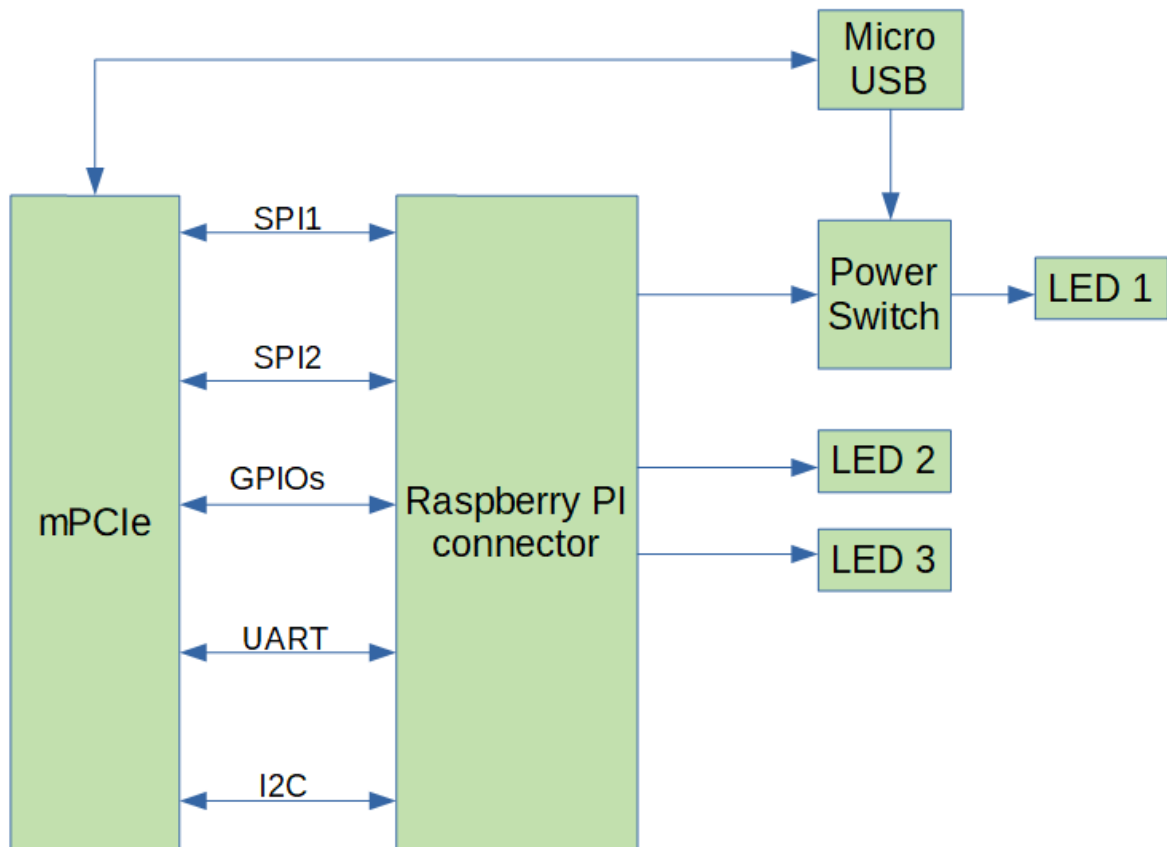 Micro
USB
SPI1
Power
Switch
LED 1
SPI2
LED 2
GPIOs
mPCIe
Raspberry PI
connector
LED 3
UART
I2C